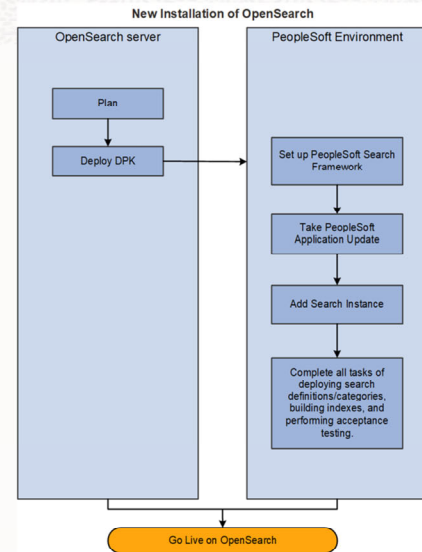 New Installation of OpenSearch
OpenSearch server
PeopleSoft Environment
Plan
Deploy DPK
Set up PeopleSoft Search
Framework
Take PeopleSoft
Application Update
Add Search Instance
Complete all tasks of
deploying search
definitions/categories,
building indexes, and
performing acceptance
testing.
Go Live on OpenSearch